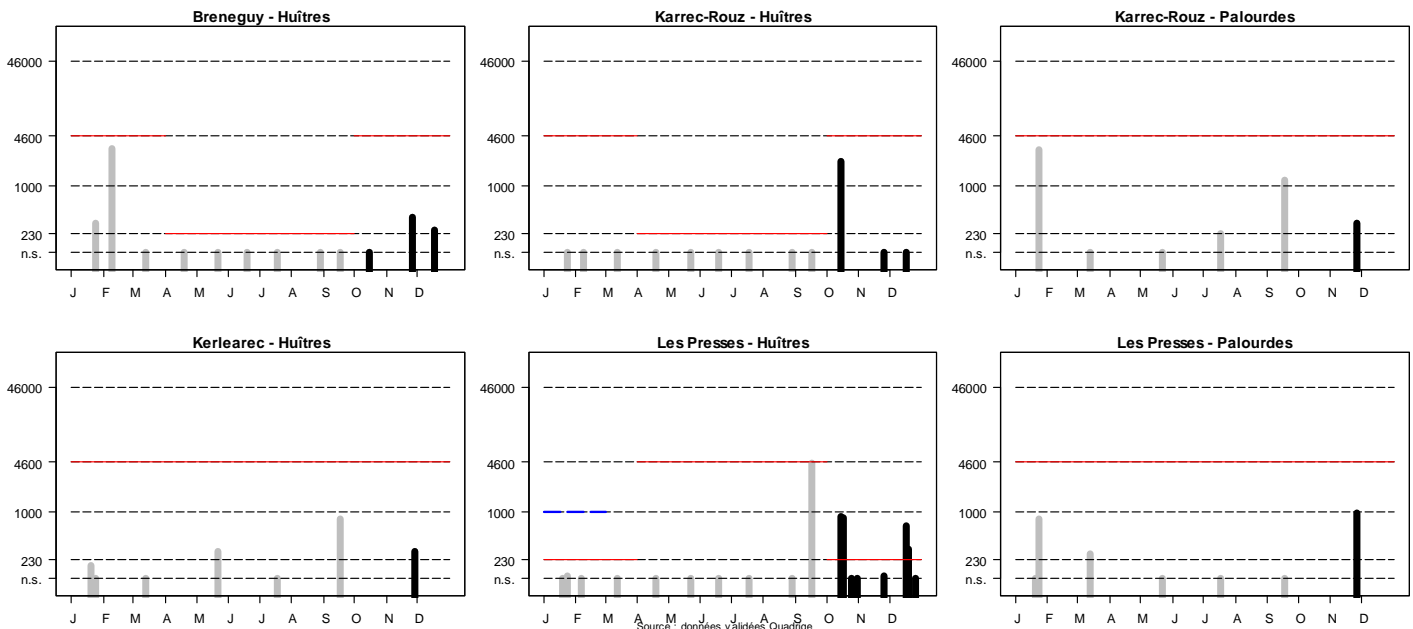 Breneguy - Huîtres
46000
4600
1000
230
n.s.
J F M A M J J A S O N D
Karrec-Rouz - Huîtres
46000
4600
1000
230
n.s.
J F M A M J J A S O N D
Karrec-Rouz - Palourdes
46000
4600
1000
230
n.s.
J F M A M J J A S O N D
Kerlearec - Huîtres
46000
4600
1000
230
n.s.
J F M A M J J A S O N D
Les Presses - Huîtres
46000
4600
1000
230
n.s.
J F M A M J J A S O N D
Les Presses - Palourdes
46000
4600
1000
230
n.s.
J F M A M J J A S O N D
Source : données validées Quadrige